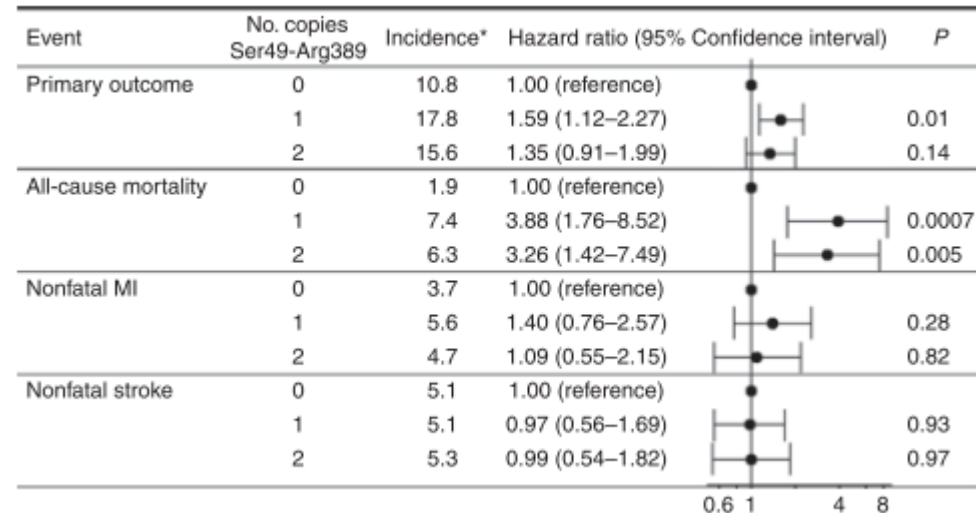 Event No. copies Ser49-Arg389 Incidence* Hazard ratio (95% Confidence interval) P
Primary outcome 0 10.8 1.00 (reference)
1 17.8 1.59 (1.12–2.27) 0.01
2 15.6 1.35 (0.91–1.99) 0.14
All-cause mortality 0 1.9 1.00 (reference)
1 7.4 3.88 (1.76–8.52) 0.0007
2 6.3 3.26 (1.42–7.49) 0.005
Nonfatal MI 0 3.7 1.00 (reference)
1 5.6 1.40 (0.76–2.57) 0.28
2 4.7 1.09 (0.55–2.15) 0.82
Nonfatal stroke 0 5.1 1.00 (reference)
1 5.1 0.97 (0.56–1.69) 0.93
2 5.3 0.99 (0.54–1.82) 0.97
0.6 1 4 8